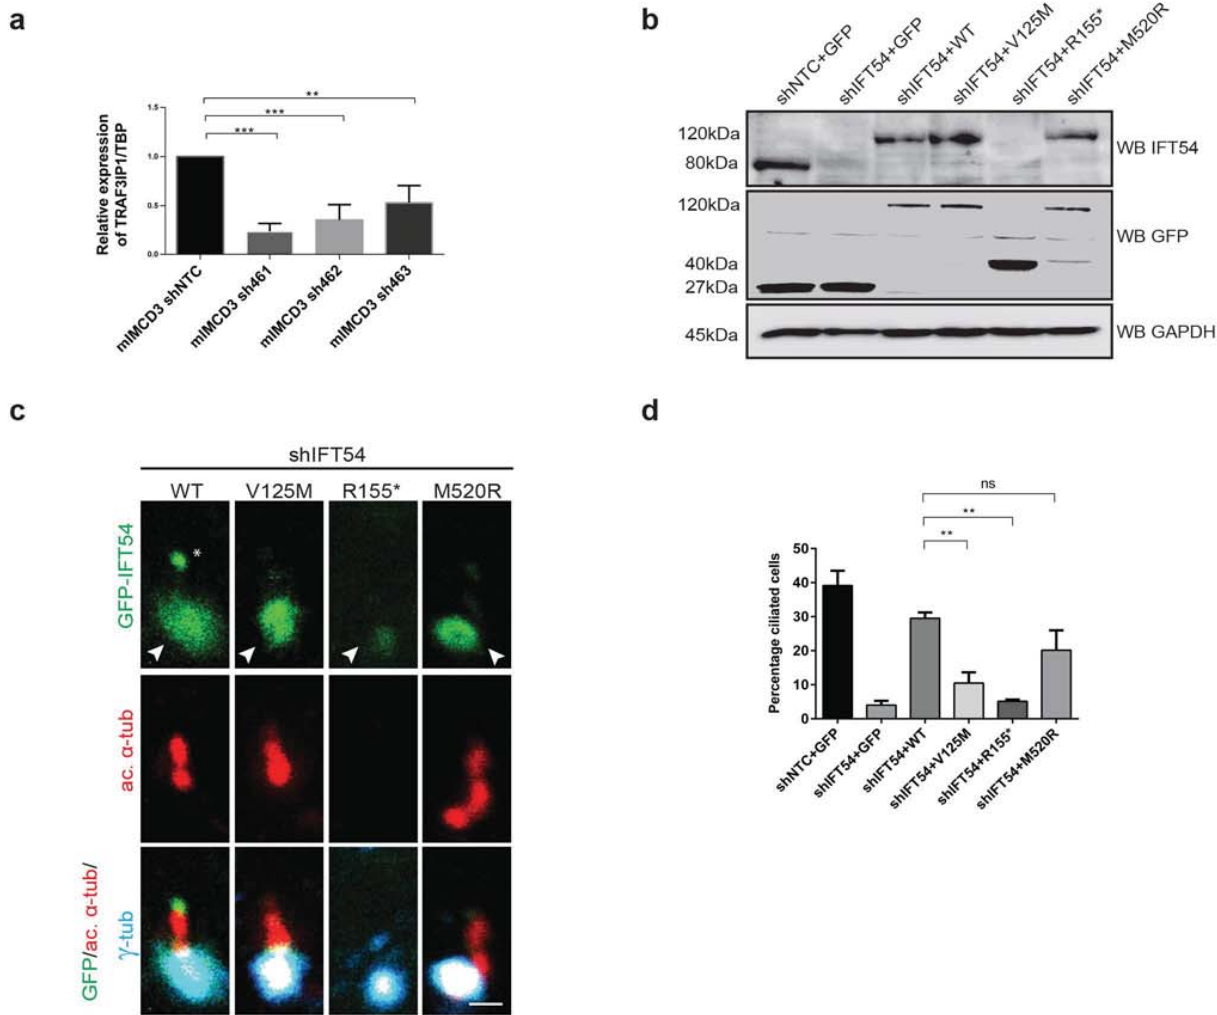 a
Relative expression
of TRAF3IP1/TBP
1.5
1.0
0.5
0.0
**
***
***
mIMCD3 shNTC
mIMCD3 sh461
mIMCD3 sh462
mIMCD3 sh463
b
shNTC+GFP
shIFT54+GFP
shIFT54+WT
shIFT54+V125M
shIFT54+R155*
shIFT54+M520R
120kDa
80kDa
WB IFT54
120kDa
40kDa
27kDa
WB GFP
45kDa
WB GAPDH
c
shIFT54
WT V125M R155* M520R
GFP-IFT54
*
ac. α-tub
GFP/ac. α-tub/
γ-tub
d
ns
**
**
Percentage ciliated cells
50
40
30
20
10
0
shNTC+GFP
shIFT54+GFP
shIFT54+WT
shIFT54+V125M
shIFT54+R155*
shIFT54+M520R